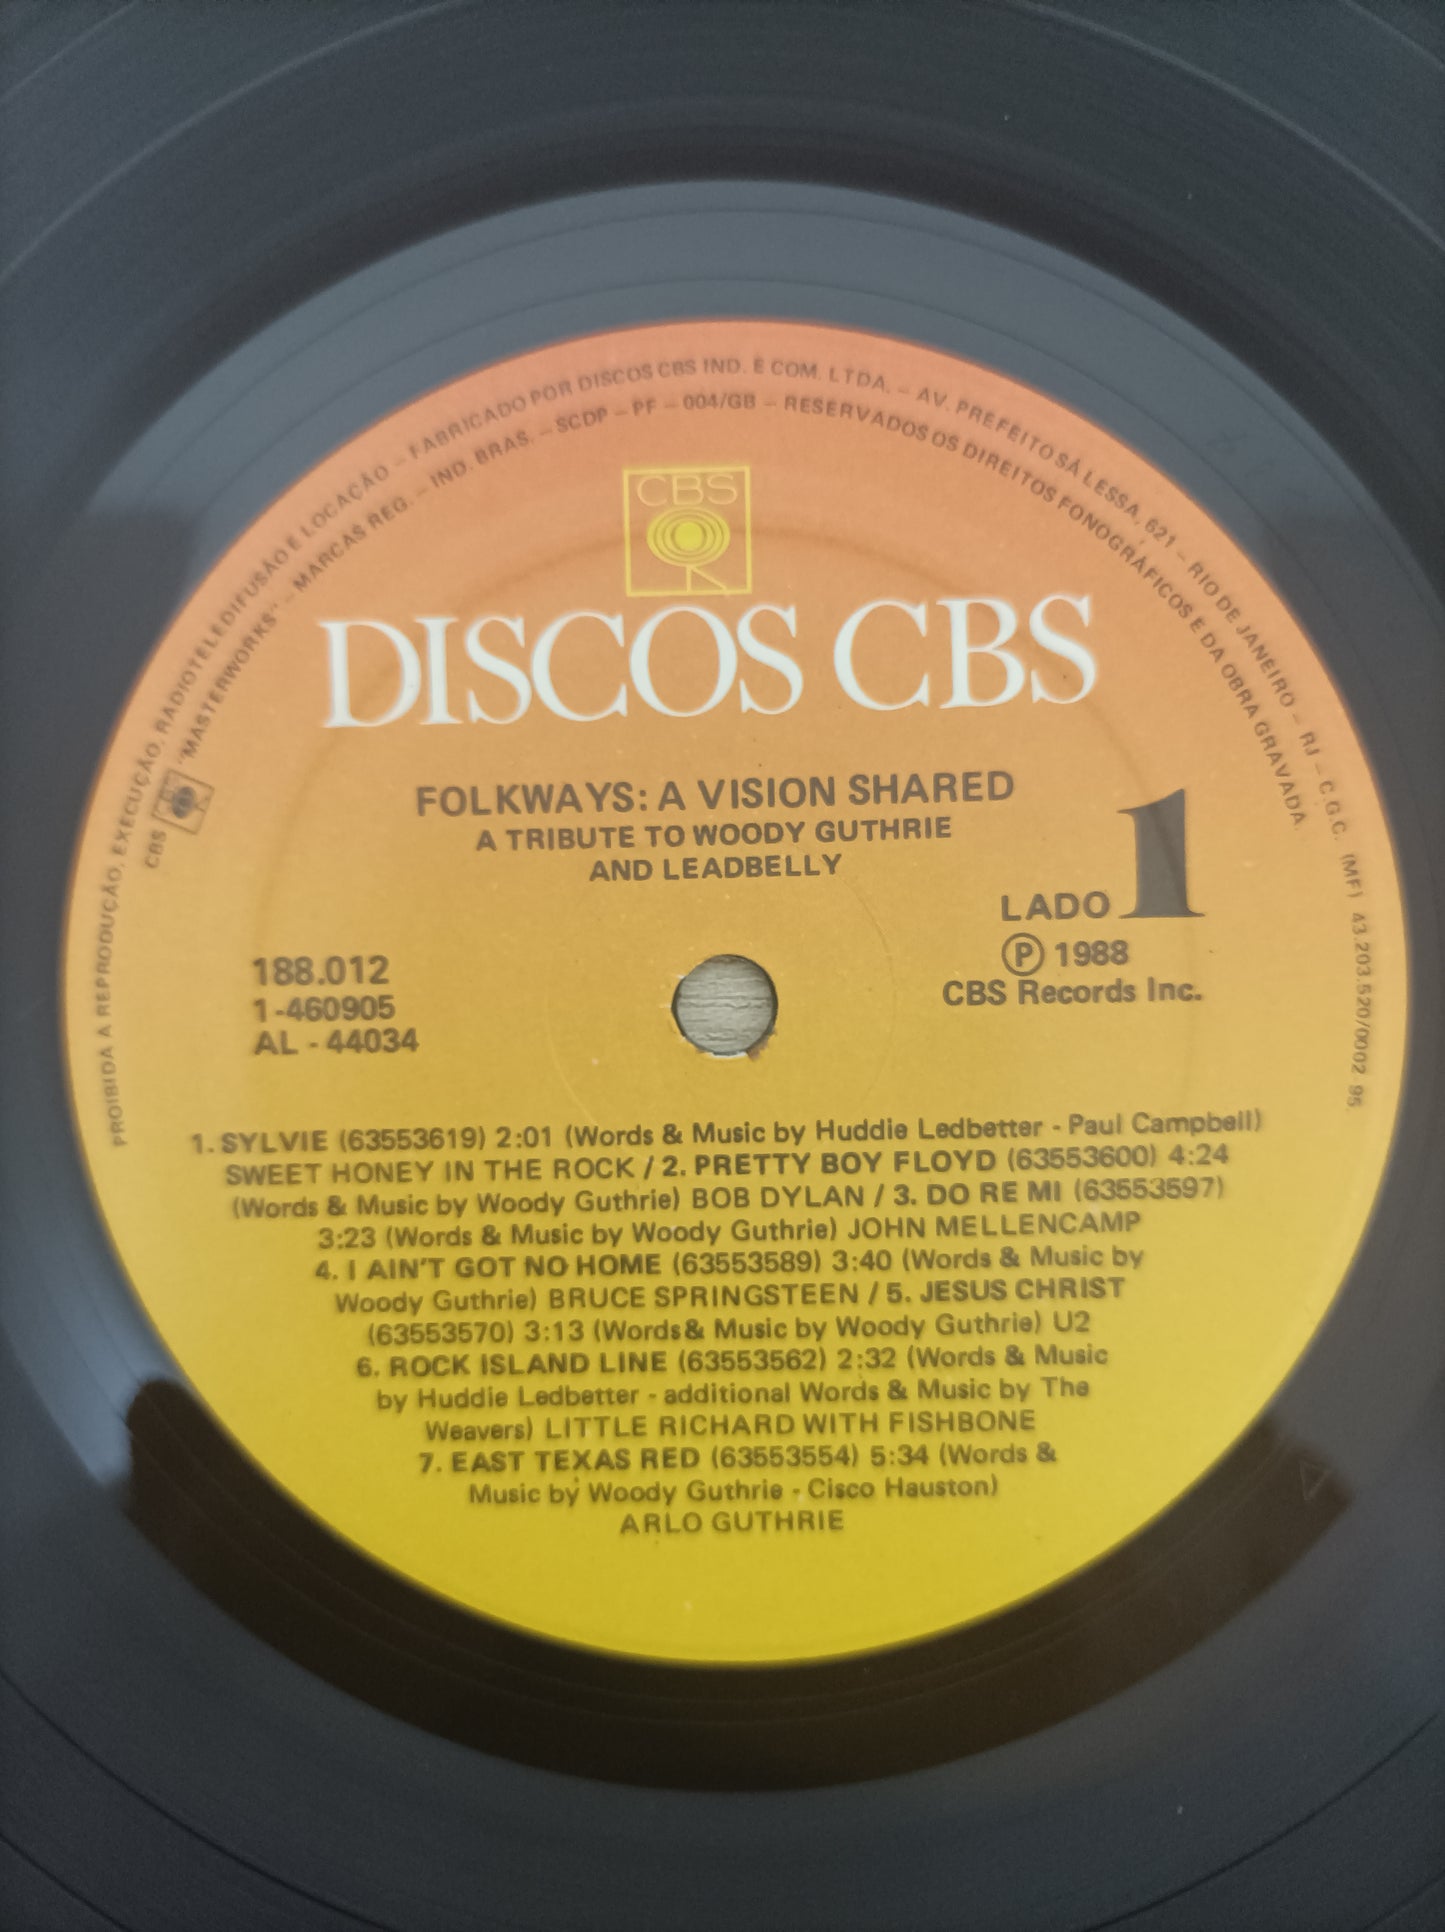 PROIBIDA A REPRODUÇÃO, EXECUÇÃO, RADIOTELEDIFUSÃO E LOCAÇÃO – FABRICADO POR DISCOS CBS IND. E COM. LTDA. – AV. PREFEITO SÁ LESSA, 621 – RIO DE JANEIRO – RJ – C.G.C. (MF) 43.203.520/0002 95
CBS "MASTERWORKS" – MARCAS REG. – IND. BRAS. – SCDP – PF – 004/GB – RESERVADOS OS DIREITOS FONOGRÁFICOS E DA OBRA GRAVADA.
CBS
DISCOS CBS
FOLKWAYS: A VISION SHARED
A TRIBUTE TO WOODY GUTHRIE
AND LEADBELLY
LADO 1
Ⓟ 1988
CBS Records Inc.
188.012
1-460905
AL - 44034
1. SYLVIE (63553619) 2:01 (Words & Music by Huddie Ledbetter - Paul Campbell)
SWEET HONEY IN THE ROCK / 2. PRETTY BOY FLOYD (63553600) 4:24
(Words & Music by Woody Guthrie) BOB DYLAN / 3. DO RE MI (63553597)
3:23 (Words & Music by Woody Guthrie) JOHN MELLENCAMP
4. I AIN'T GOT NO HOME (63553589) 3:40 (Words & Music by
Woody Guthrie) BRUCE SPRINGSTEEN / 5. JESUS CHRIST
(63553570) 3:13 (Words& Music by Woody Guthrie) U2
6. ROCK ISLAND LINE (63553562) 2:32 (Words & Music
by Huddie Ledbetter - additional Words & Music by The
Weavers) LITTLE RICHARD WITH FISHBONE
7. EAST TEXAS RED (63553554) 5:34 (Words &
Music by Woody Guthrie - Cisco Hauston)
ARLO GUTHRIE